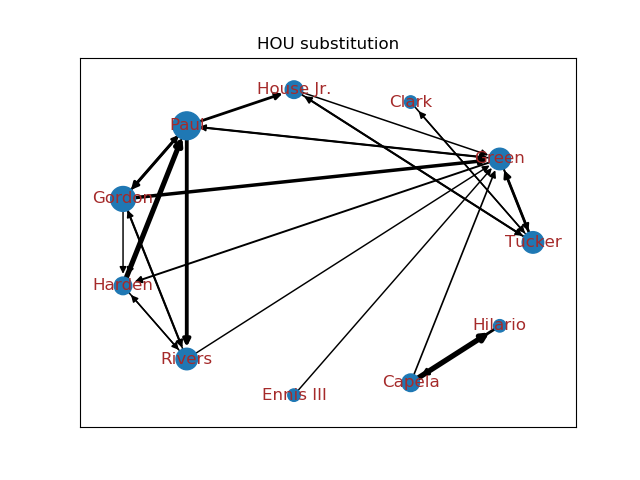 HOU substitution
House Jr.
Clark
Paul
Green
Gordon
Tucker
Harden
Hilario
Rivers
Capela
Ennis III